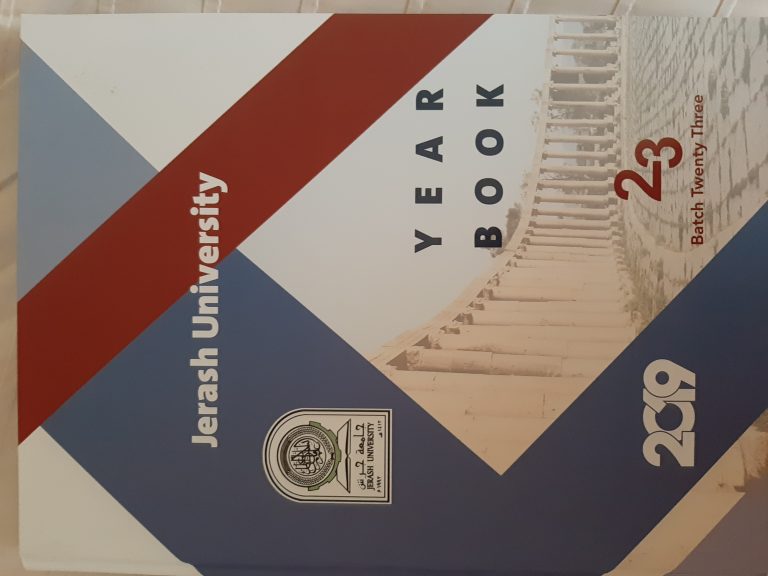 Jerash University
جامعة جرش
JERASH UNIVERSITY
YEAR
BOOK
23
Batch Twenty Three
2019